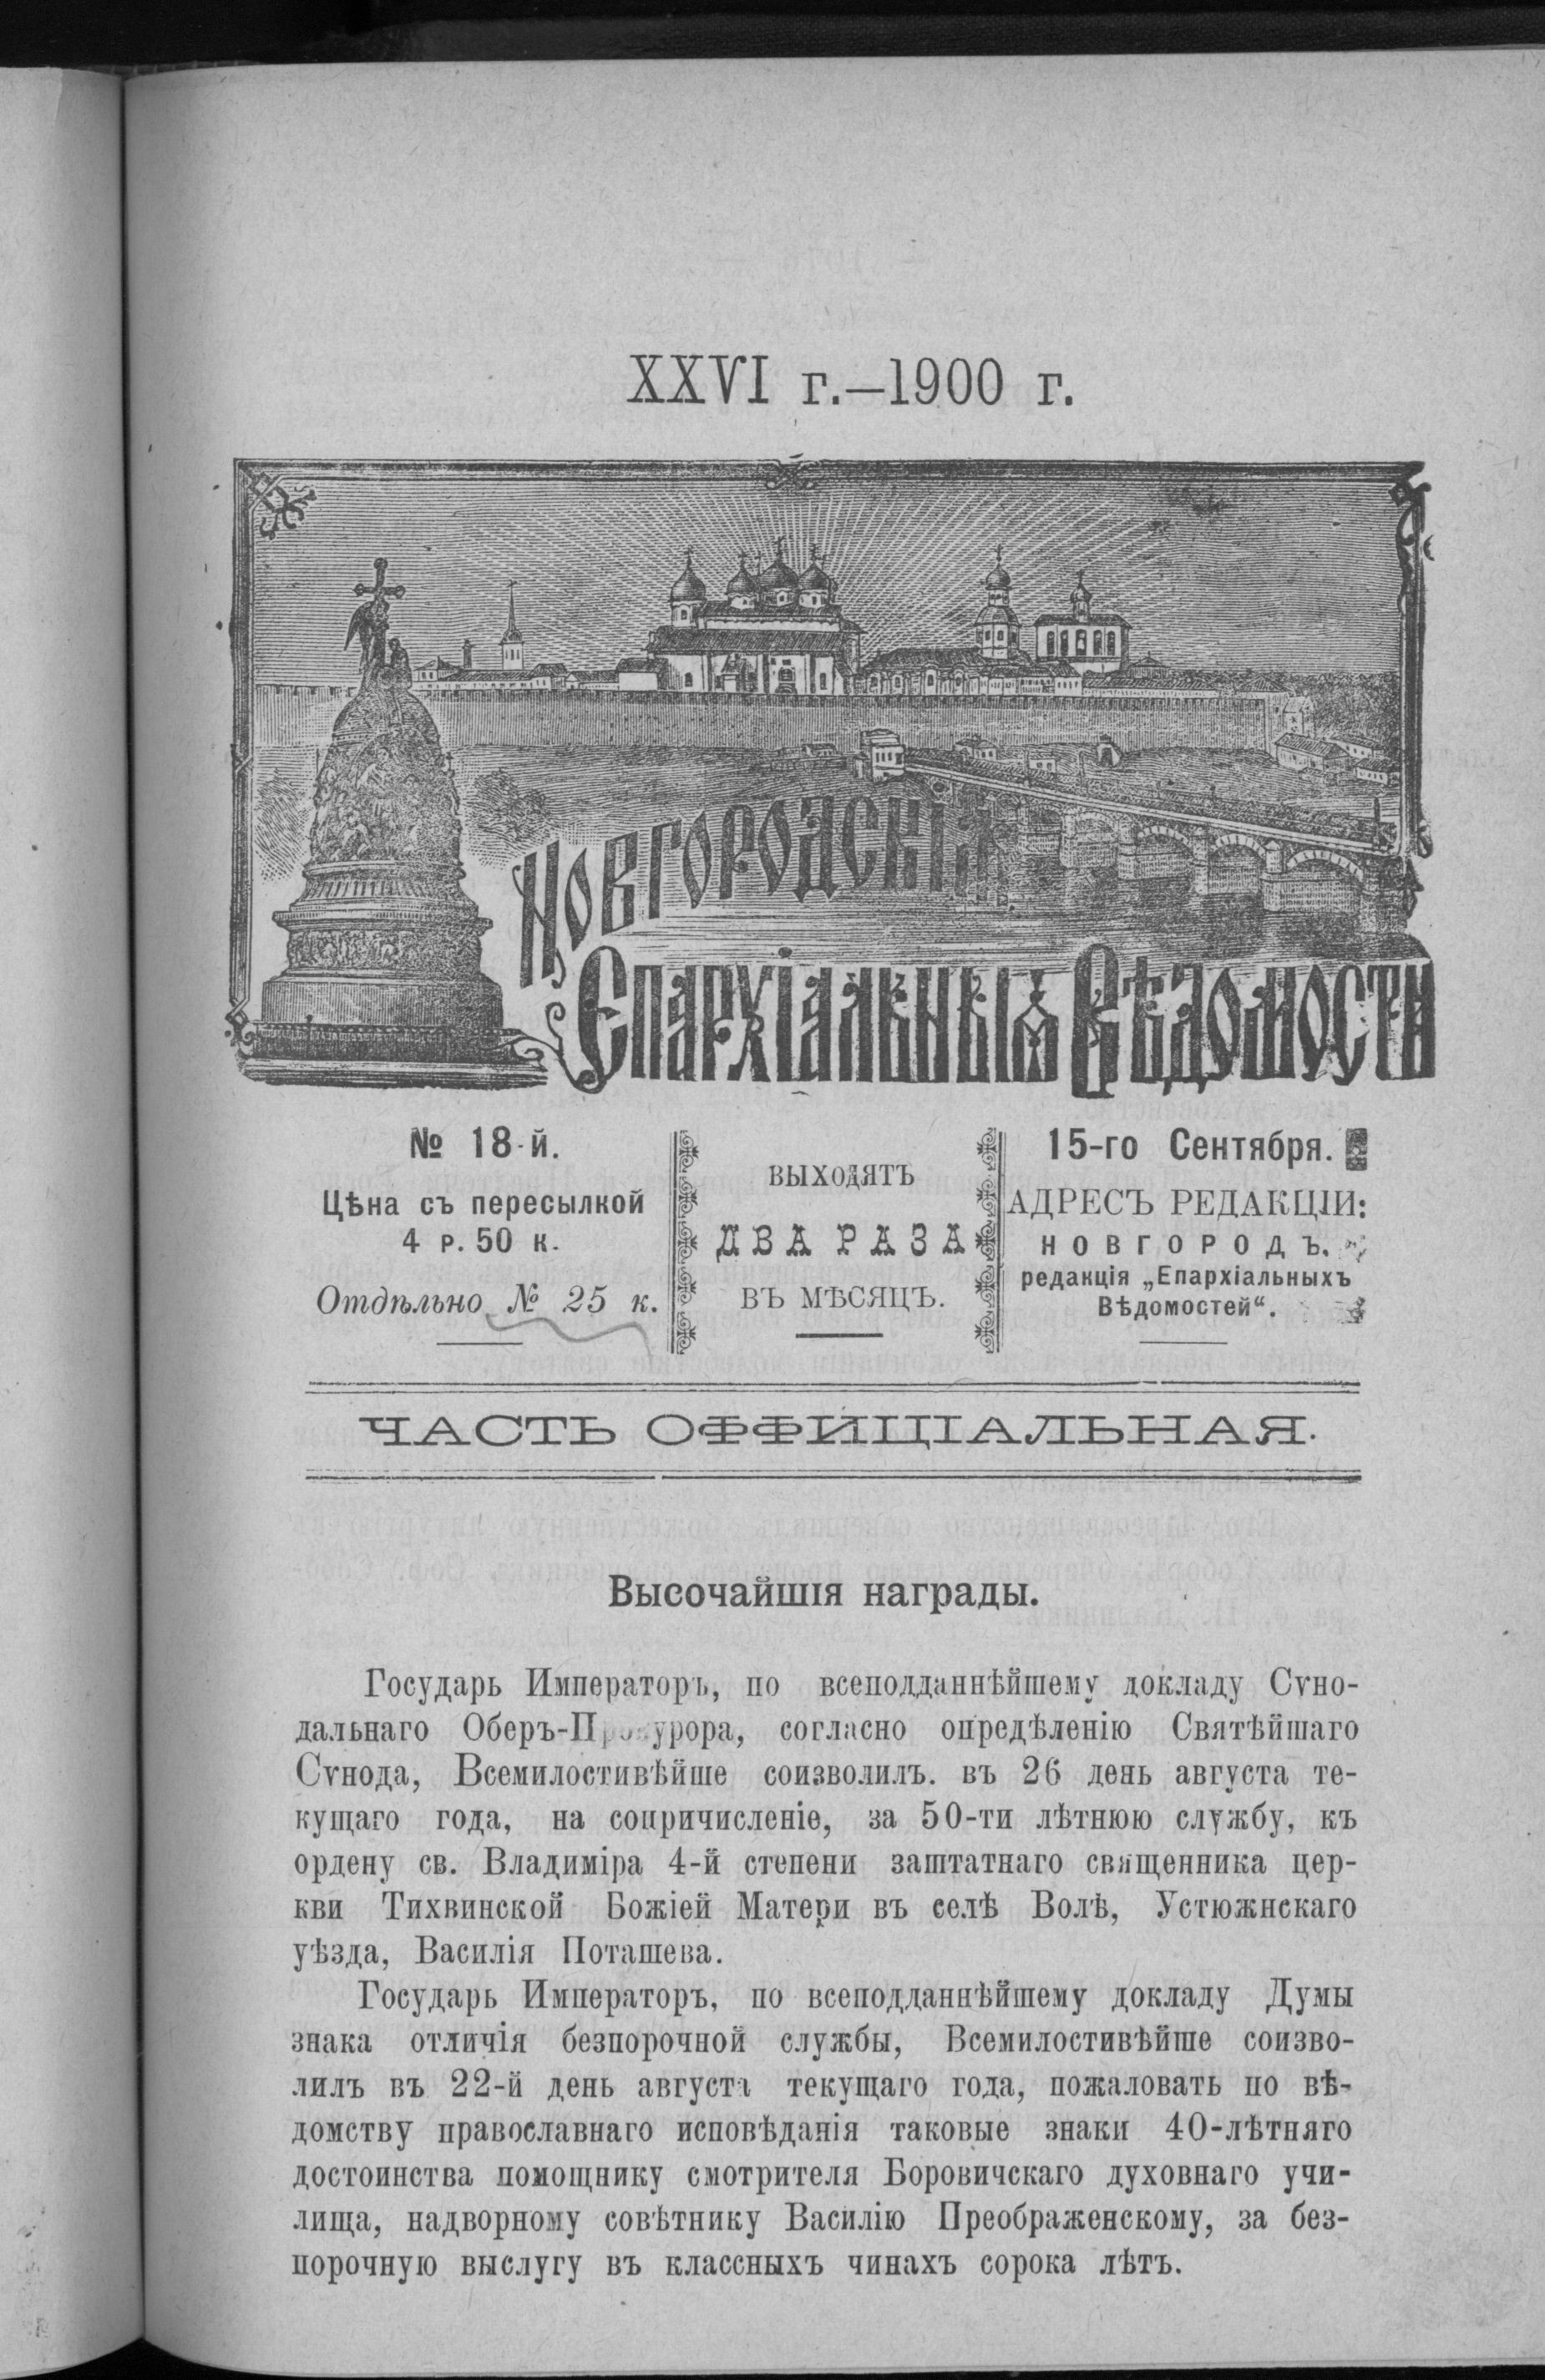 XXVI г.—1900 г.
НОВГОРОДСКІЯ
ЕПАРХІАЛЬНЫЯ ВѢДОМОСТИ
№ 18-й.
Цѣна съ пересылкой
4 р. 50 к.
Отдѣльно № 25 к.
ВЫХОДЯТЪ
ДВА РАЗА
ВЪ МѢСЯЦЪ.
15-го Сентября.
АДРЕСЪ РЕДАКЦІИ:
НОВГОРОДЪ.
редакція „Епархіальныхъ
Вѣдомостей“.
ЧАСТЬ ОФФИЦІАЛЬНАЯ.
Высочайшія награды.
Государь Императоръ, по всеподданнѣйшему докладу Сѵно-
дальнаго Оберъ-Прокурора, согласно опредѣленію Святѣйшаго
Сѵнода, Всемилостивѣйше соизволилъ. въ 26 день августа те-
кущаго года, на сопричисленіе, за 50-ти лѣтнюю службу, къ
ордену св. Владиміра 4-й степени заштатнаго священника цер-
кви Тихвинской Божіей Матери въ селѣ Волѣ, Устюжнскаго
уѣзда, Василія Поташева.
Государь Императоръ, по всеподданнѣйшему докладу Думы
знака отличія безпорочной службы, Всемилостивѣйше соизво-
лилъ въ 22-й день августа текущаго года, пожаловать по вѣ-
домству православнаго исповѣданія таковые знаки 40-лѣтняго
достоинства помощнику смотрителя Боровичскаго духовнаго учи-
лища, надворному совѣтнику Василію Преображенскому, за без-
порочную выслугу въ классныхъ чинахъ сорока лѣтъ.